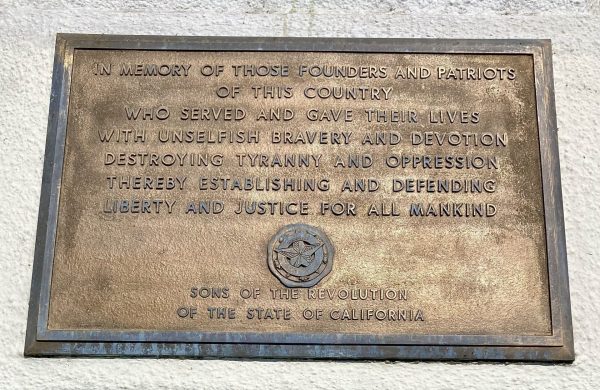 IN MEMORY OF THOSE FOUNDERS AND PATRIOTS
OF THIS COUNTRY
WHO SERVED AND GAVE THEIR LIVES
WITH UNSELFISH BRAVERY AND DEVOTION
DESTROYING TYRANNY AND OPPRESSION
THEREBY ESTABLISHING AND DEFENDING
LIBERTY AND JUSTICE FOR ALL MANKIND
SONS OF THE REVOLUTION
OF THE STATE OF CALIFORNIA